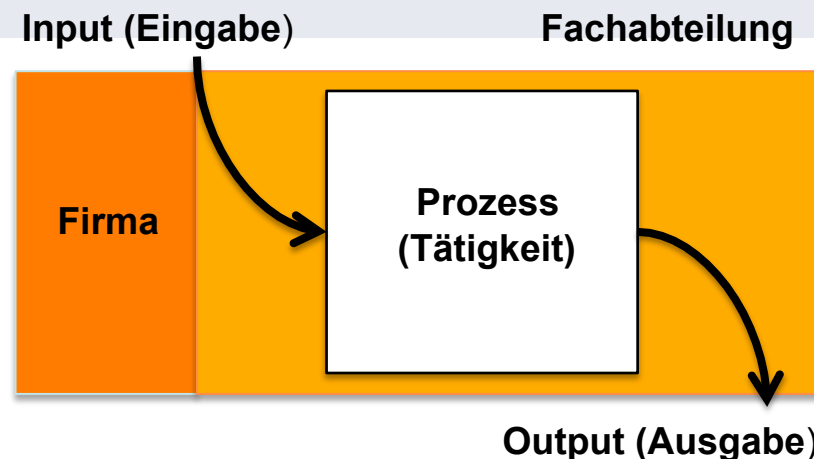 Input (Eingabe)
Fachabteilung
Firma
Prozess
(Tätigkeit)
Output (Ausgabe)